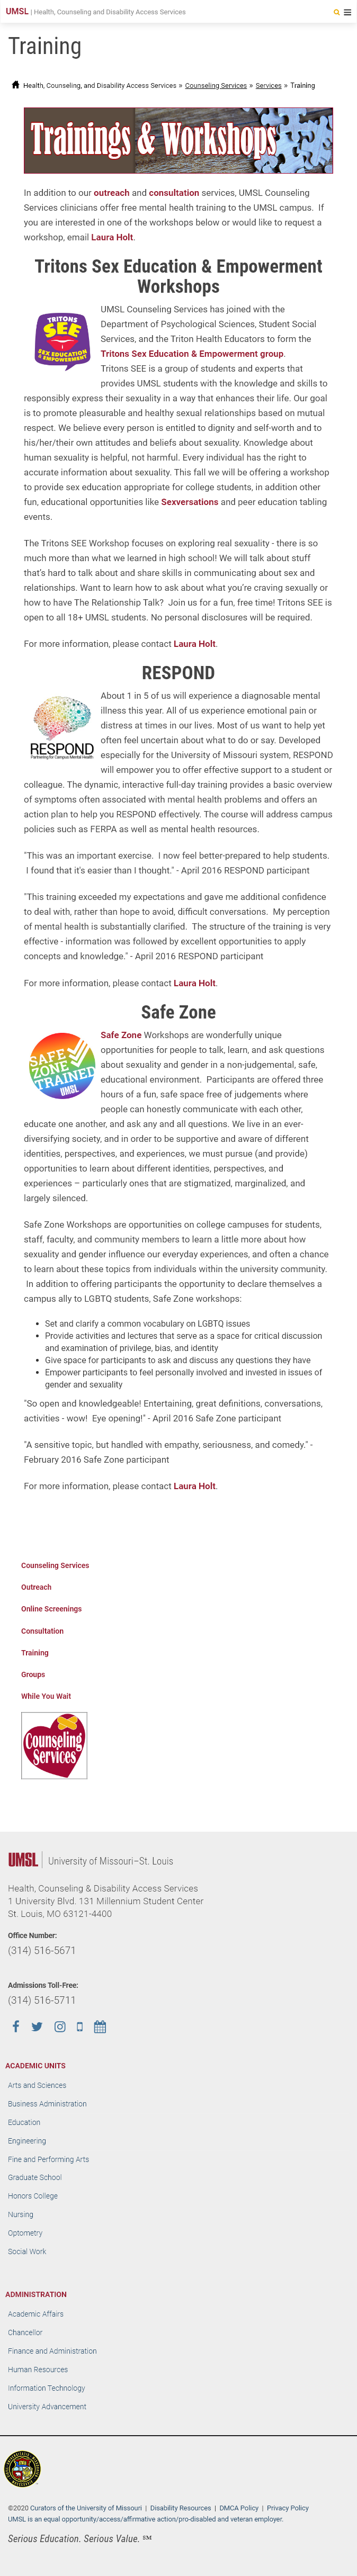 UMSL | Health, Counseling and Disability Access Services
Training
Health, Counseling, and Disability Access Services » Counseling Services » Services » Training
Trainings & Workshops
In addition to our outreach and consultation services, UMSL Counseling
Services clinicians offer free mental health training to the UMSL campus. If
you are interested in one of the workshops below or would like to request a
workshop, email Laura Holt.
Tritons Sex Education & Empowerment
Workshops
TRITONS
SEE
SEX EDUCATION &
EMPOWERMENT
UMSL Counseling Services has joined with the
Department of Psychological Sciences, Student Social
Services, and the Triton Health Educators to form the
Tritons Sex Education & Empowerment group.
Tritons SEE is a group of students and experts that
provides UMSL students with the knowledge and skills to
responsibly express their sexuality in a way that enhances their life. Our goal
is to promote pleasurable and healthy sexual relationships based on mutual
respect. We believe every person is entitled to dignity and self-worth and to
his/her/their own attitudes and beliefs about sexuality. Knowledge about
human sexuality is helpful, not harmful. Every individual has the right to
accurate information about sexuality. This fall we will be offering a workshop
to provide sex education appropriate for college students, in addition other
fun, educational opportunities like Sexversations and peer education tabling
events.
The Tritons SEE Workshop focuses on exploring real sexuality - there is so
much more than what we learned in high school! We will talk about stuff
that's hard to talk about and share skills in communicating about sex and
relationships. Want to learn how to ask about what you're craving sexually or
how to have The Relationship Talk? Join us for a fun, free time! Tritons SEE is
open to all 18+ UMSL students. No personal disclosures will be required.
For more information, please contact Laura Holt.
RESPOND
RESPOND
Partnering for Campus Mental Health
About 1 in 5 of us will experience a diagnosable mental
illness this year. All of us experience emotional pain or
distress at times in our lives. Most of us want to help yet
often feel uncertain about what to do or say. Developed
especially for the University of Missouri system, RESPOND
will empower you to offer effective support to a student or
colleague. The dynamic, interactive full-day training provides a basic overview
of symptoms often associated with mental health problems and offers an
action plan to help you RESPOND effectively. The course will address campus
policies such as FERPA as well as mental health resources.
"This was an important exercise. I now feel better-prepared to help students.
I found that it's easier than I thought." - April 2016 RESPOND participant
"This training exceeded my expectations and gave me additional confidence
to deal with, rather than hope to avoid, difficult conversations. My perception
of mental health is substantially clarified. The structure of the training is very
effective - information was followed by excellent opportunities to apply
concepts and knowledge." - April 2016 RESPOND participant
For more information, please contact Laura Holt.
Safe Zone
SAFE
ZONE
TRAINED
UMSL
Safe Zone Workshops are wonderfully unique
opportunities for people to talk, learn, and ask questions
about sexuality and gender in a non-judgemental, safe,
educational environment. Participants agree to three
hours of a fun, safe space free of judgements where
people can honestly communicate with each other,
educate one another, and ask any and all questions. We live in an ever-
diversifying society, and in order to be supportive and aware of different
identities, perspectives, and experiences, we must pursue (and provide)
opportunities to learn about different identities, perspectives, and
experiences – particularly ones that are stigmatized, marginalized, and
largely silenced.
Safe Zone Workshops are opportunities on college campuses for students,
staff, faculty, and community members to learn a little more about how
sexuality and gender influence our everyday experiences, and often a chance
to learn about these topics from individuals within the university community.
In addition to offering participants the opportunity to declare themselves a
campus ally to LGBTQ students, Safe Zone workshops:
• Set and clarify a common vocabulary on LGBTQ issues
• Provide activities and lectures that serve as a space for critical discussion
and examination of privilege, bias, and identity
• Give space for participants to ask and discuss any questions they have
• Empower participants to feel personally involved and invested in issues of
gender and sexuality
"So open and knowledgeable! Entertaining, great definitions, conversations,
activities - wow! Eye opening!" - April 2016 Safe Zone participant
"A sensitive topic, but handled with empathy, seriousness, and comedy." -
February 2016 Safe Zone participant
For more information, please contact Laura Holt.
Counseling Services
Outreach
Online Screenings
Consultation
Training
Groups
While You Wait
Counseling
Services
UMSL | University of Missouri–St. Louis
Health, Counseling & Disability Access Services
1 University Blvd. 131 Millennium Student Center
St. Louis, MO 63121-4400
Office Number:
(314) 516-5671
Admissions Toll-Free:
(314) 516-5711
ACADEMIC UNITS
Arts and Sciences
Business Administration
Education
Engineering
Fine and Performing Arts
Graduate School
Honors College
Nursing
Optometry
Social Work
ADMINISTRATION
Academic Affairs
Chancellor
Finance and Administration
Human Resources
Information Technology
University Advancement
©2020 Curators of the University of Missouri | Disability Resources | DMCA Policy | Privacy Policy
UMSL is an equal opportunity/access/affirmative action/pro-disabled and veteran employer.
Serious Education. Serious Value. ℠